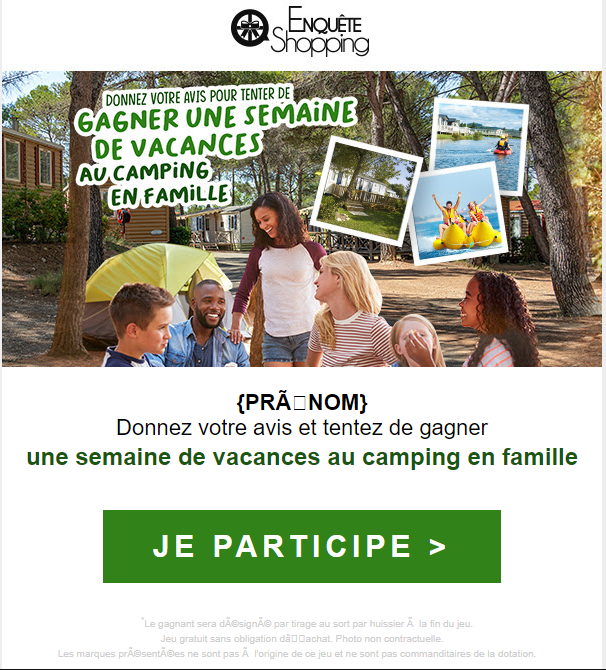 ENQUÊTE
Shopping
DONNEZ VOTRE AVIS POUR TENTER DE
GAGNER UNE SEMAINE
DE VACANCES
AU CAMPING
EN FAMILLE
{PRÃ□NOM}
Donnez votre avis et tentez de gagner
une semaine de vacances au camping en famille
JE PARTICIPE >
*Le gagnant sera dÃ©signÃ© par tirage au sort par huissier Ã la fin du jeu.
Jeu gratuit sans obligation dâ□□achat. Photo non contractuelle.
Les marques prÃ©sentÃ©es ne sont pas Ã l'origine de ce jeu et ne sont pas commanditaires de la dotation.